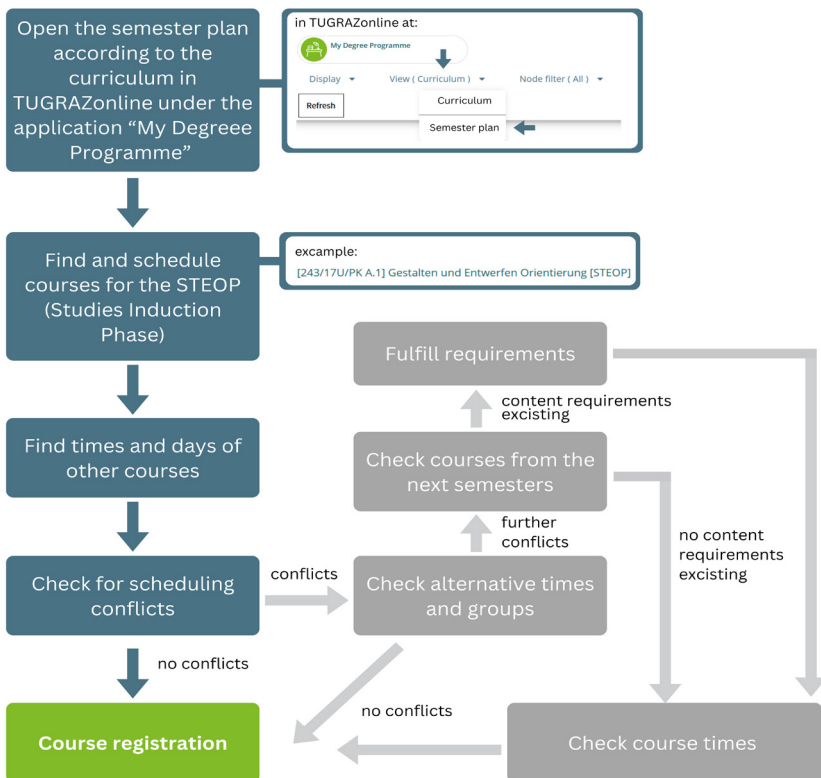 Open the semester plan
according to the
curriculum in
TUGRAZonline under the
application “My Degreee
Programme”
in TUGRAZonline at:
My Degree Programme
Display
View ( Curriculum )
Node filter ( All )
Refresh
Curriculum
Semester plan
Find and schedule
courses for the STEOP
(Studies Induction
Phase)
excample:
[243/17U/PK A.1] Gestalten und Entwerfen Orientierung [STEOP]
Fulfill requirements
content requirements
excisting
Find times and days of
other courses
Check courses from the
next semesters
further
conflicts
no content
requirements
excisting
Check for scheduling
conflicts
conflicts
Check alternative times
and groups
no conflicts
no conflicts
Course registration
Check course times